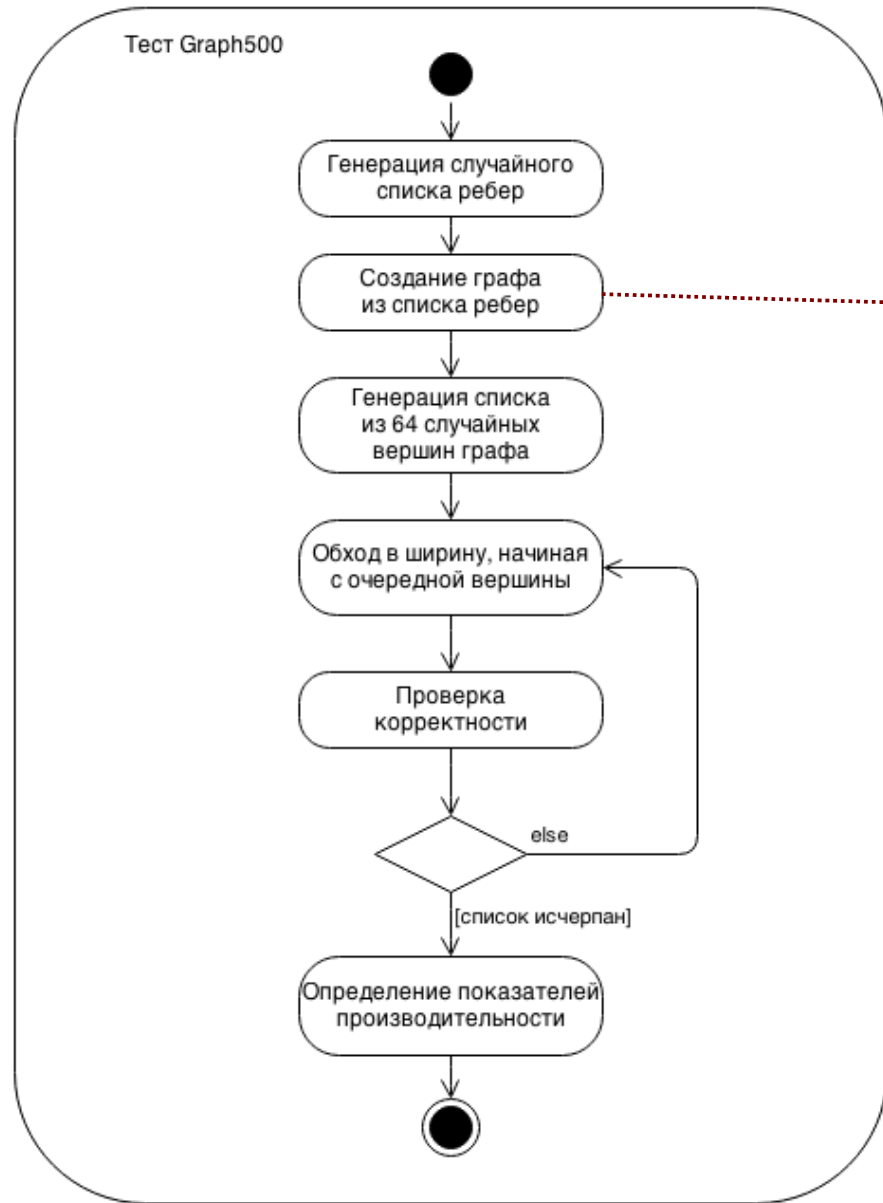 Тест Graph500
Генерация случайного
списка ребер
Создание графа
из списка ребер
Генерация списка
из 64 случайных
вершин графа
Обход в ширину, начиная
с очередной вершины
Проверка
корректности
else
[список исчерпан]
Определение показателей
производительности